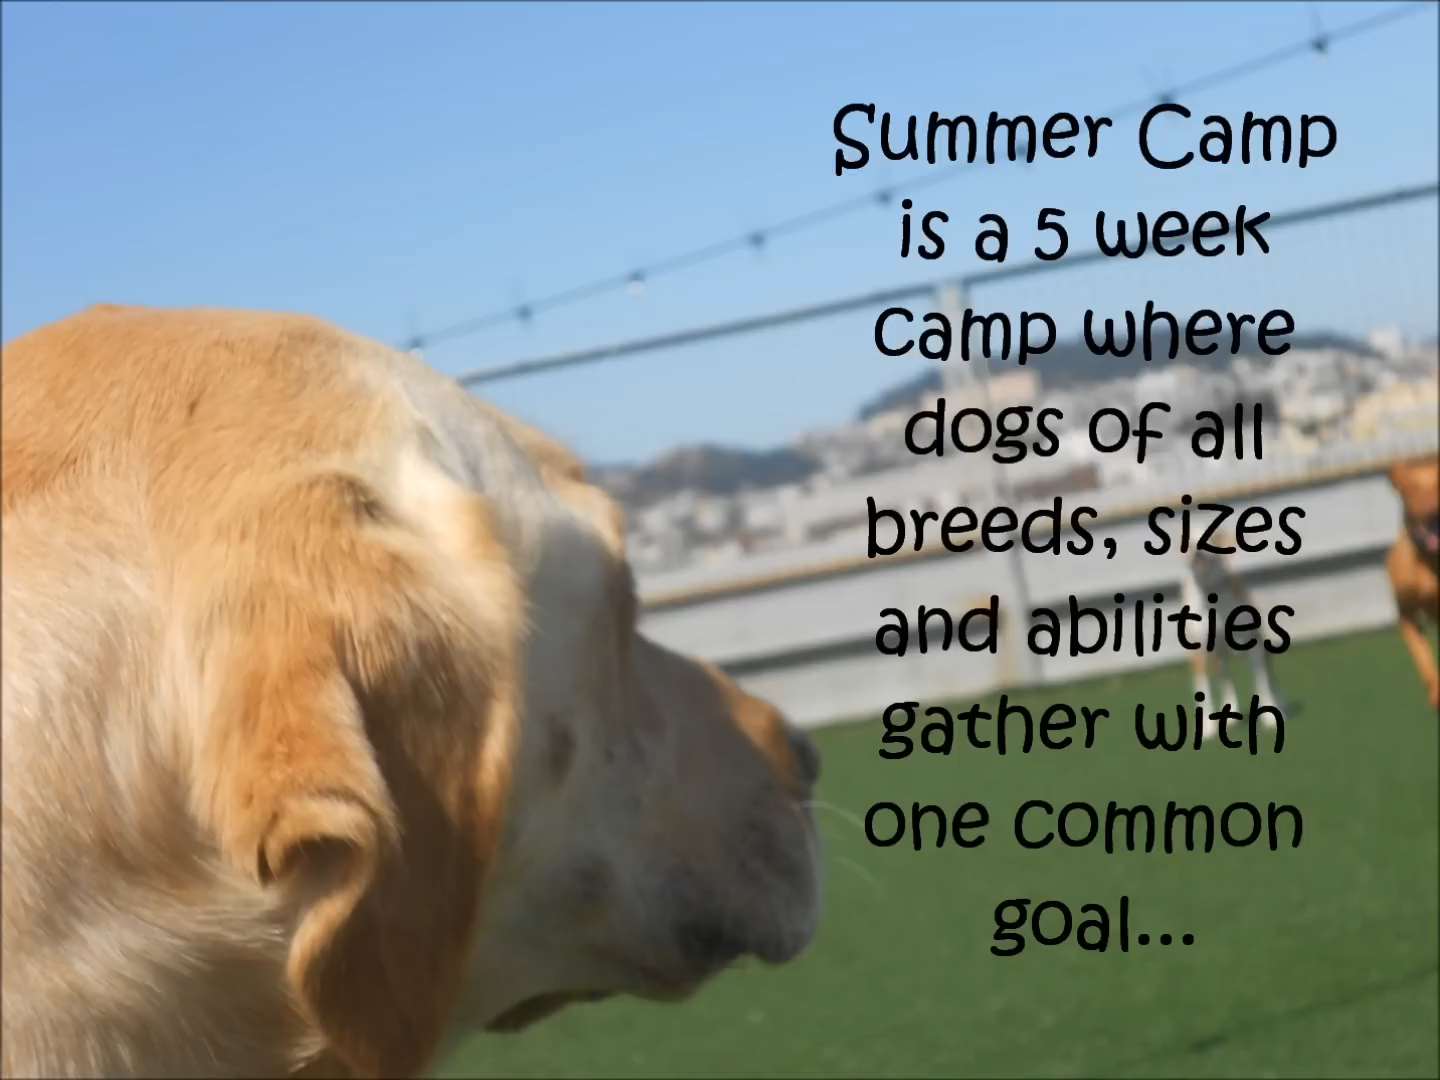 Summer Camp
is a 5 week
camp where
dogs of all
breeds, sizes
and abilities
gather with
one common
goal...